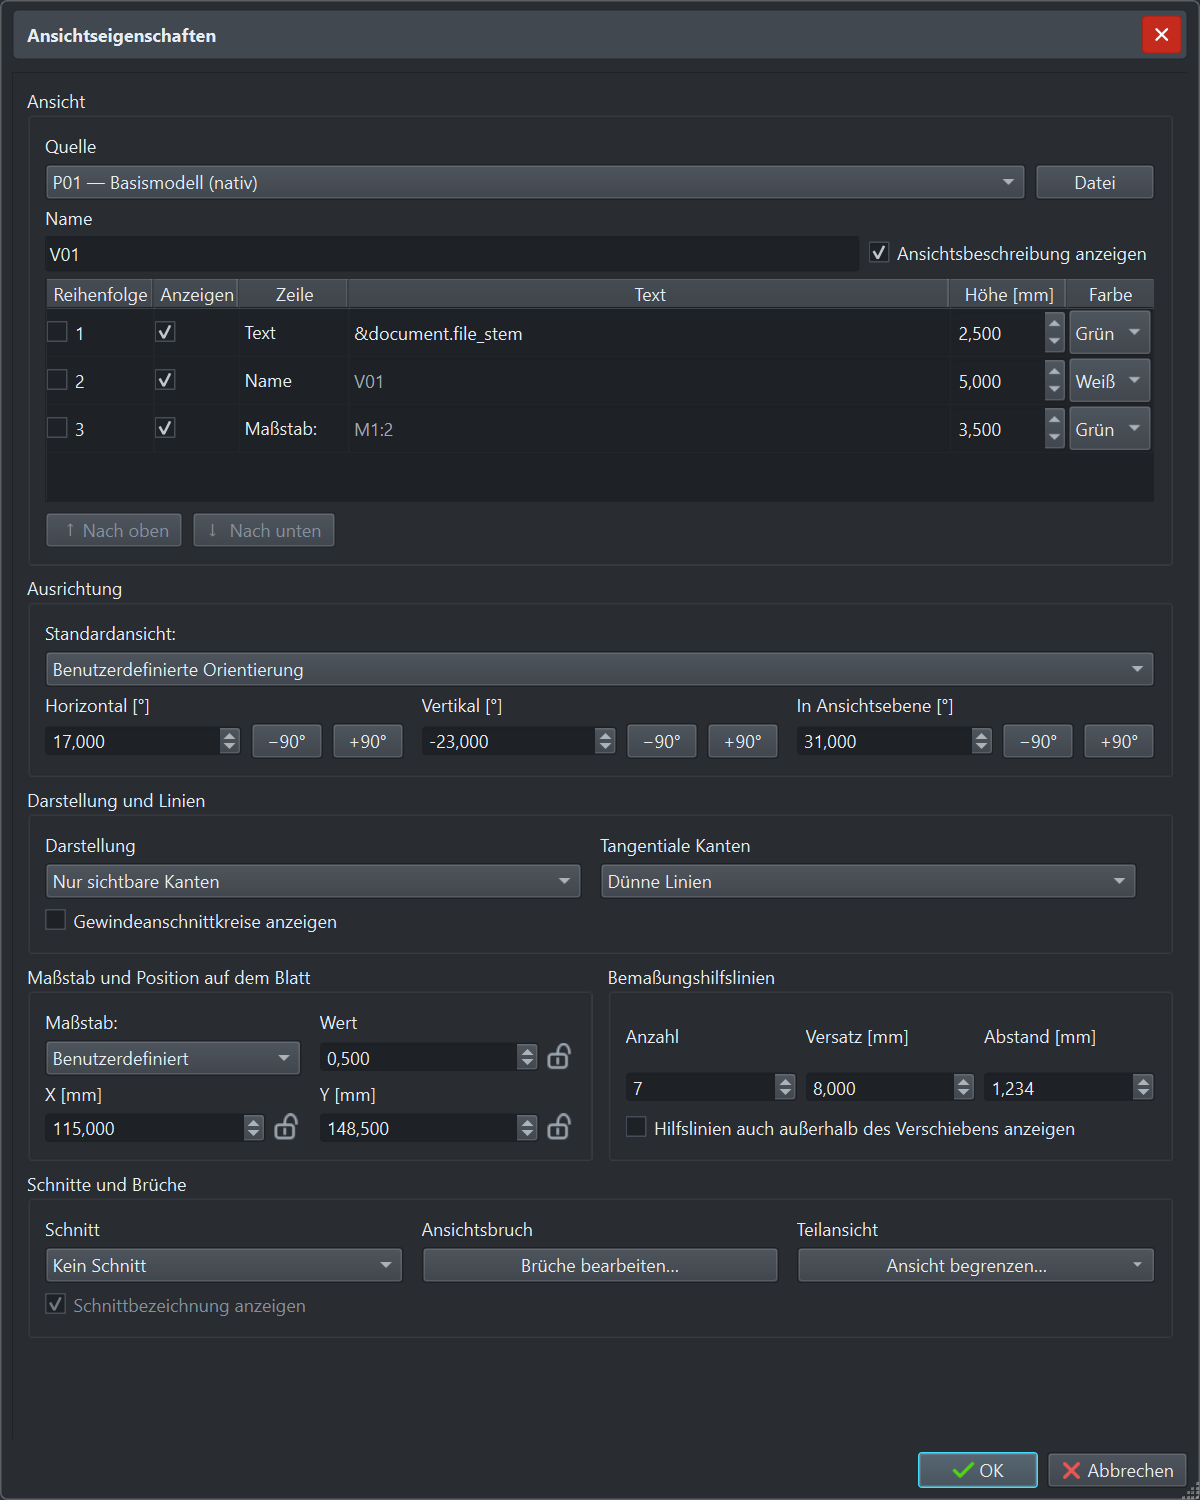 Ansichtseigenschaften
Ansicht
Quelle
P01 — Basismodell (nativ) Datei
Name
V01 Ansichtsbeschreibung anzeigen
Reihenfolge Anzeigen Zeile Text Höhe [mm] Farbe
1 Text &document.file_stem 2,500 Grün
2 Name V01 5,000 Weiß
3 Maßstab: M1:2 3,500 Grün
↑ Nach oben ↓ Nach unten
Ausrichtung
Standardansicht:
Benutzerdefinierte Orientierung
Horizontal [°] Vertikal [°] In Ansichtsebene [°]
17,000 −90° +90° -23,000 −90° +90° 31,000 −90° +90°
Darstellung und Linien
Darstellung Tangentiale Kanten
Nur sichtbare Kanten Dünne Linien
Gewindeanschnittkreise anzeigen
Maßstab und Position auf dem Blatt Bemaßungshilfslinien
Maßstab: Wert Anzahl Versatz [mm] Abstand [mm]
Benutzerdefiniert 0,500
X [mm] Y [mm] 7 8,000 1,234
115,000 148,500 Hilfslinien auch außerhalb des Verschiebens anzeigen
Schnitte und Brüche
Schnitt Ansichtsbruch Teilansicht
Kein Schnitt Brüche bearbeiten... Ansicht begrenzen...
Schnittbezeichnung anzeigen
OK Abbrechen